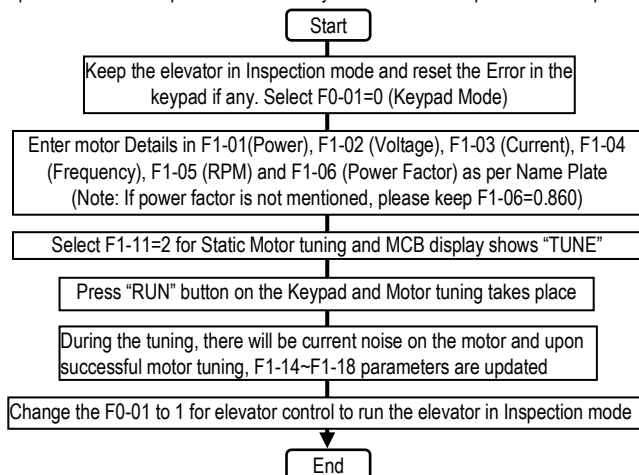 Start
Keep the elevator in Inspection mode and reset the Error in the
keypad if any. Select F0-01=0 (Keypad Mode)
Enter motor Details in F1-01(Power), F1-02 (Voltage), F1-03 (Current), F1-04
(Frequency), F1-05 (RPM) and F1-06 (Power Factor) as per Name Plate
(Note: If power factor is not mentioned, please keep F1-06=0.860)
Select F1-11=2 for Static Motor tuning and MCB display shows “TUNE”
Press “RUN” button on the Keypad and Motor tuning takes place
During the tuning, there will be current noise on the motor and upon
successful motor tuning, F1-14~F1-18 parameters are updated
Change the F0-01 to 1 for elevator control to run the elevator in Inspection mode
End